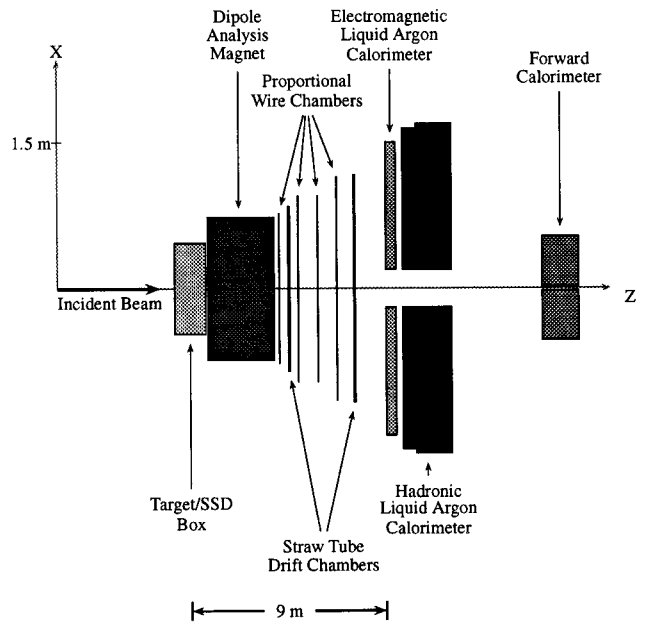 Dipole
Analysis
Magnet
Electromagnetic
Liquid Argon
Calorimeter
Forward
Calorimeter
X
Proportional
Wire Chambers
1.5 m
Incident Beam
Z
Target/SSD
Box
Straw Tube
Drift Chambers
Hadronic
Liquid Argon
Calorimeter
9 m